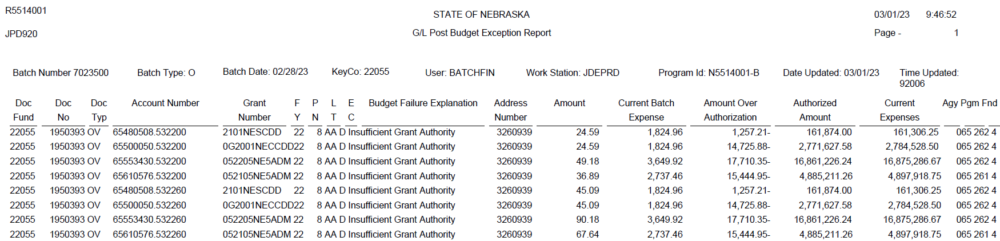 R5514001
STATE OF NEBRASKA 03/01/23 9:46:52
JPD920 G/L Post Budget Exception Report Page - 1
Batch Number 7023500 Batch Type: O Batch Date: 02/28/23 KeyCo: 22055 User: BATCHFIN Work Station: JDEPRD Program Id: N5514001-B Date Updated: 03/01/23 Time Updated:
92006
Doc Doc Doc Account Number Grant F P L E Budget Failure Explanation Address Amount Current Batch Amount Over Authorized Current Agy Pgm Fnd
Fund No Typ Number Y N T C Number Expense Authorization Amount Expenses
22055 1950393 OV 65480508.532200 2101NESCDD 22 8 AA D Insufficient Grant Authority 3260939 24.59 1,824.96 1,257.21- 161,874.00 161,306.25 065 262 4
22055 1950393 OV 65500050.532200 0G2001NECCDD22 8 AA D Insufficient Grant Authority 3260939 24.59 1,824.96 14,725.88- 2,771,627.58 2,784,528.50 065 262 4
22055 1950393 OV 65553430.532200 052205NE5ADM 22 8 AA D Insufficient Grant Authority 3260939 49.18 3,649.92 17,710.35- 16,861,226.24 16,875,286.67 065 262 4
22055 1950393 OV 65610576.532200 052105NE5ADM 22 8 AA D Insufficient Grant Authority 3260939 36.89 2,737.46 15,444.95- 4,885,211.26 4,897,918.75 065 261 4
22055 1950393 OV 65480508.532260 2101NESCDD 22 8 AA D Insufficient Grant Authority 3260939 45.09 1,824.96 1,257.21- 161,874.00 161,306.25 065 262 4
22055 1950393 OV 65500050.532260 0G2001NECCDD22 8 AA D Insufficient Grant Authority 3260939 45.09 1,824.96 14,725.88- 2,771,627.58 2,784,528.50 065 262 4
22055 1950393 OV 65553430.532260 052205NE5ADM 22 8 AA D Insufficient Grant Authority 3260939 90.18 3,649.92 17,710.35- 16,861,226.24 16,875,286.67 065 262 4
22055 1950393 OV 65610576.532260 052105NE5ADM 22 8 AA D Insufficient Grant Authority 3260939 67.64 2,737.46 15,444.95- 4,885,211.26 4,897,918.75 065 261 4